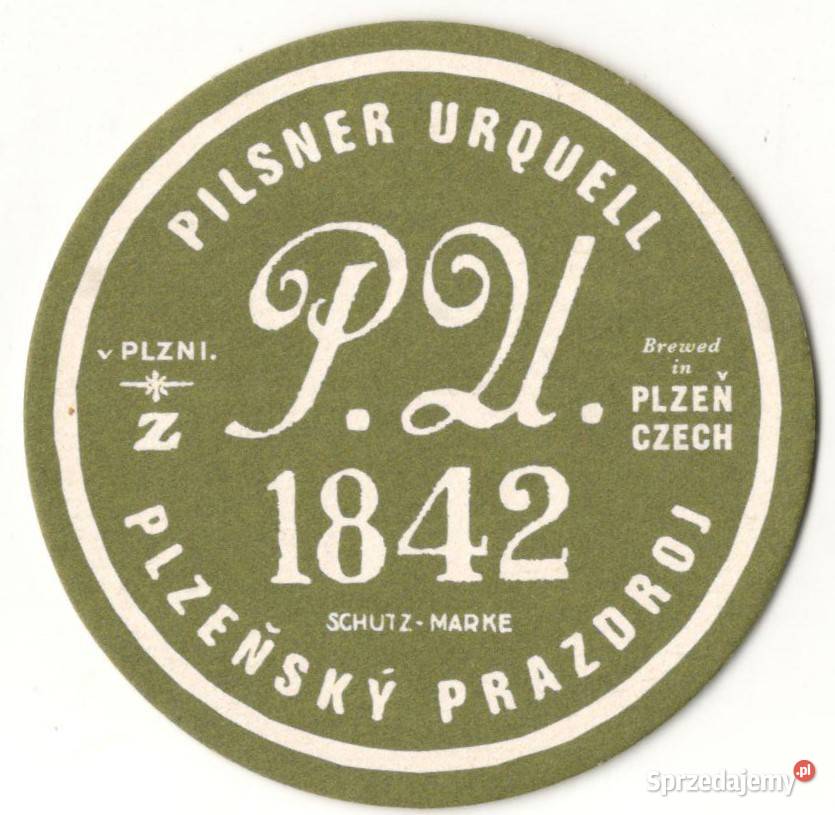 PILSNER URQUELL
P.U.
v PLZNI.
Z
Brewed
in
PLZEŇ
CZECH
1842
SCHUTZ-MARKE
PLZEŇSKÝ PRAZDROJ
Sprzedajemy.pl